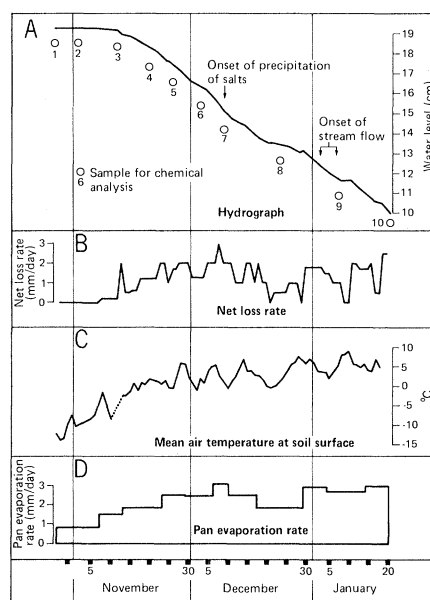 A
19
18
17
16
15
14
13
12
11
10
Water level (cm)
1
2
3
4
5
6
7
8
9
10
Onset of precipitation
of salts
Onset of
stream flow
6
Sample for chemical
analysis
Hydrograph
B
3
2
1
0
Net loss rate
(mm/day)
Net loss rate
C
10
5
0
-5
-10
-15
°C
Mean air temperature at soil surface
D
3
2
1
0
Pan evaporation
rate (mm/day)
Pan evaporation rate
5 30 5 30 5 20
November December January